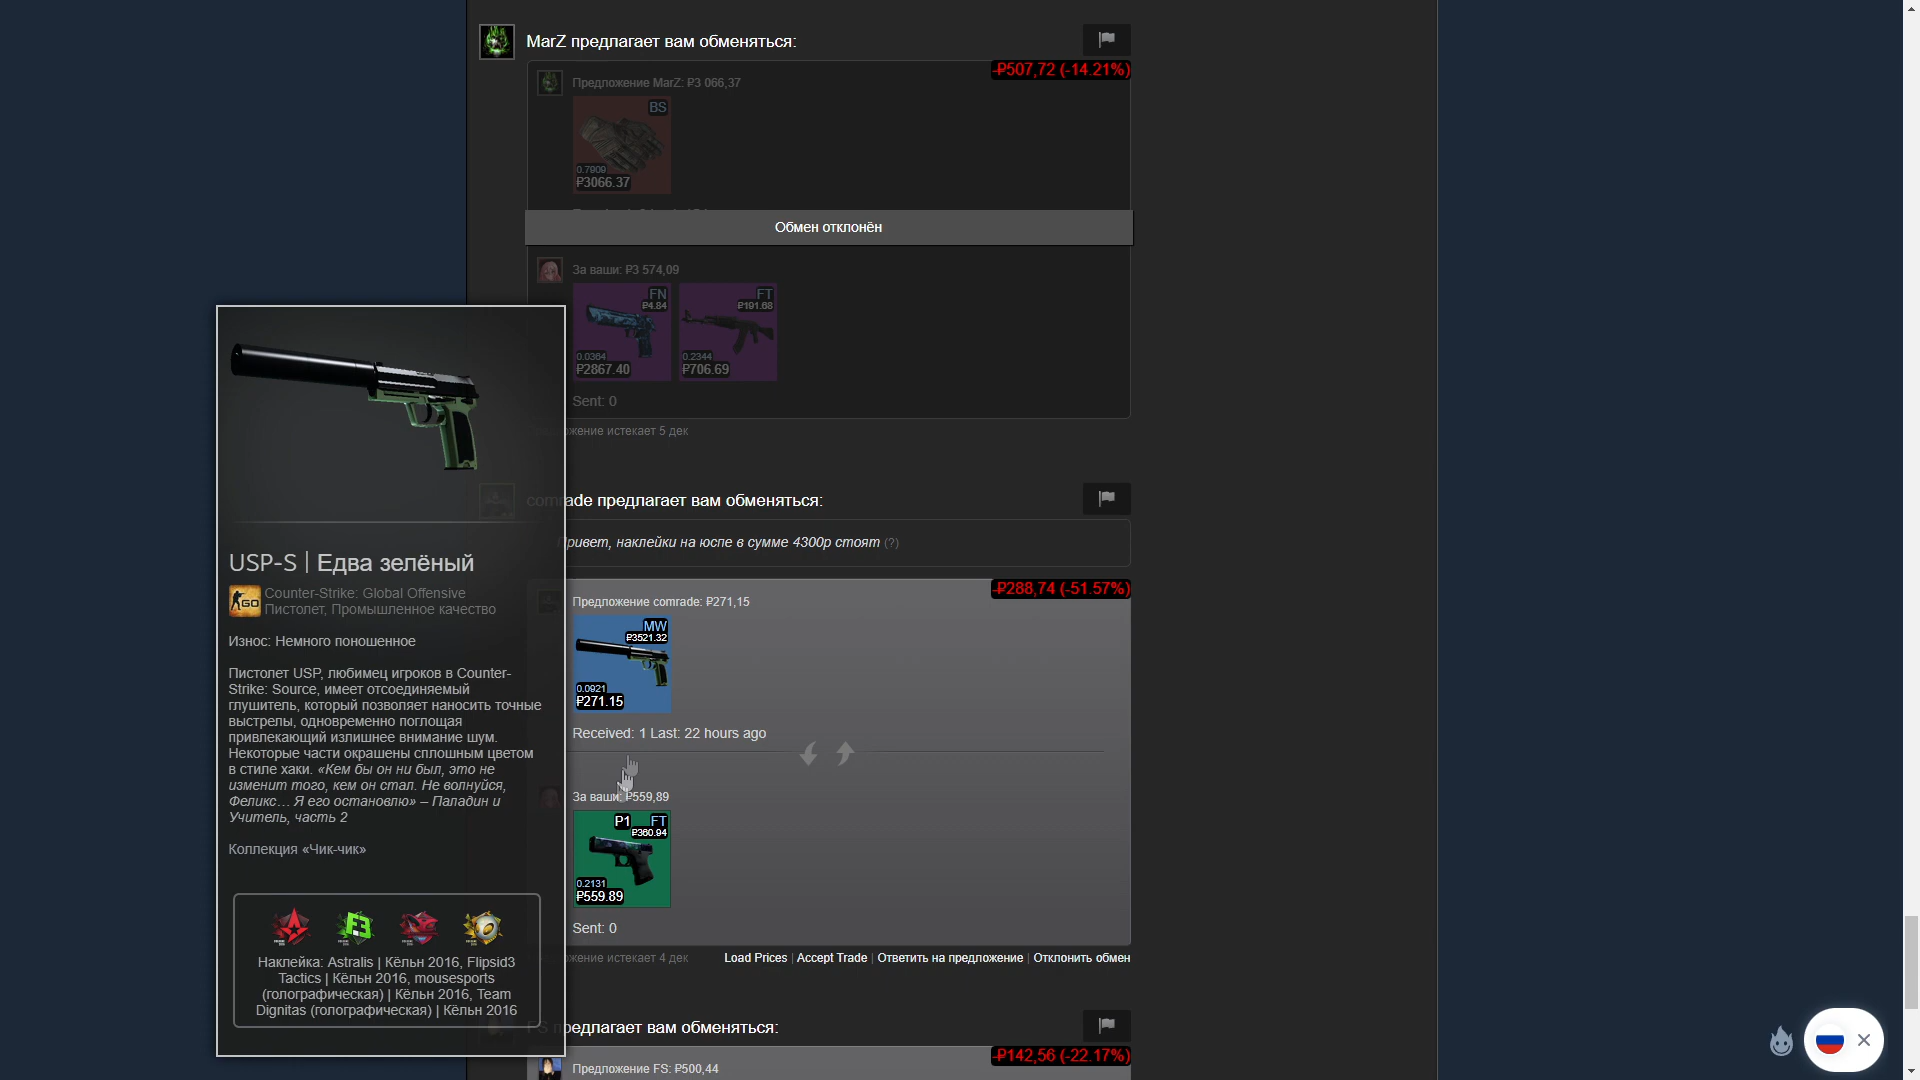 MarZ предлагает вам обменяться:
-₽507,72 (-14.21%)
Предложение MarZ: ₽3 066,37
BS
0.7909
₽3066.37
Обмен отклонён
За ваши: ₽3 574,09
FN
₽4.84
0.0364
₽2867.40
FT
₽191.68
0.2344
₽706.69
Sent: 0
жение истекает 5 дек
comrade предлагает вам обменяться:
Привет, наклейки на юспе в сумме 4300р стоят (?)
-₽288,74 (-51.57%)
Предложение comrade: ₽271,15
MW
₽3521.32
0.0921
₽271.15
Received: 1 Last: 22 hours ago
За ваши: ₽559,89
P1 FT
₽360.94
0.2131
₽559.89
Sent: 0
жение истекает 4 дек
Load Prices | Accept Trade | Ответить на предложение | Отклонить обмен
FS предлагает вам обменяться:
-₽142,56 (-22.17%)
Предложение FS: ₽500,44
USP-S | Едва зелёный
GO
Counter-Strike: Global Offensive
Пистолет, Промышленное качество
Износ: Немного поношенное
Пистолет USP, любимец игроков в Counter-
Strike: Source, имеет отсоединяемый
глушитель, который позволяет наносить точные
выстрелы, одновременно поглощая
привлекающий излишнее внимание шум.
Некоторые части окрашены сплошным цветом
в стиле хаки. «Кем бы он ни был, это не
изменит того, кем он стал. Не волнуйся,
Феликс… Я его остановлю» – Паладин и
Учитель, часть 2
Коллекция «Чик-чик»
Наклейка: Astralis | Кёльн 2016, Flipsid3
Tactics | Кёльн 2016, mousesports
(голографическая) | Кёльн 2016, Team
Dignitas (голографическая) | Кёльн 2016